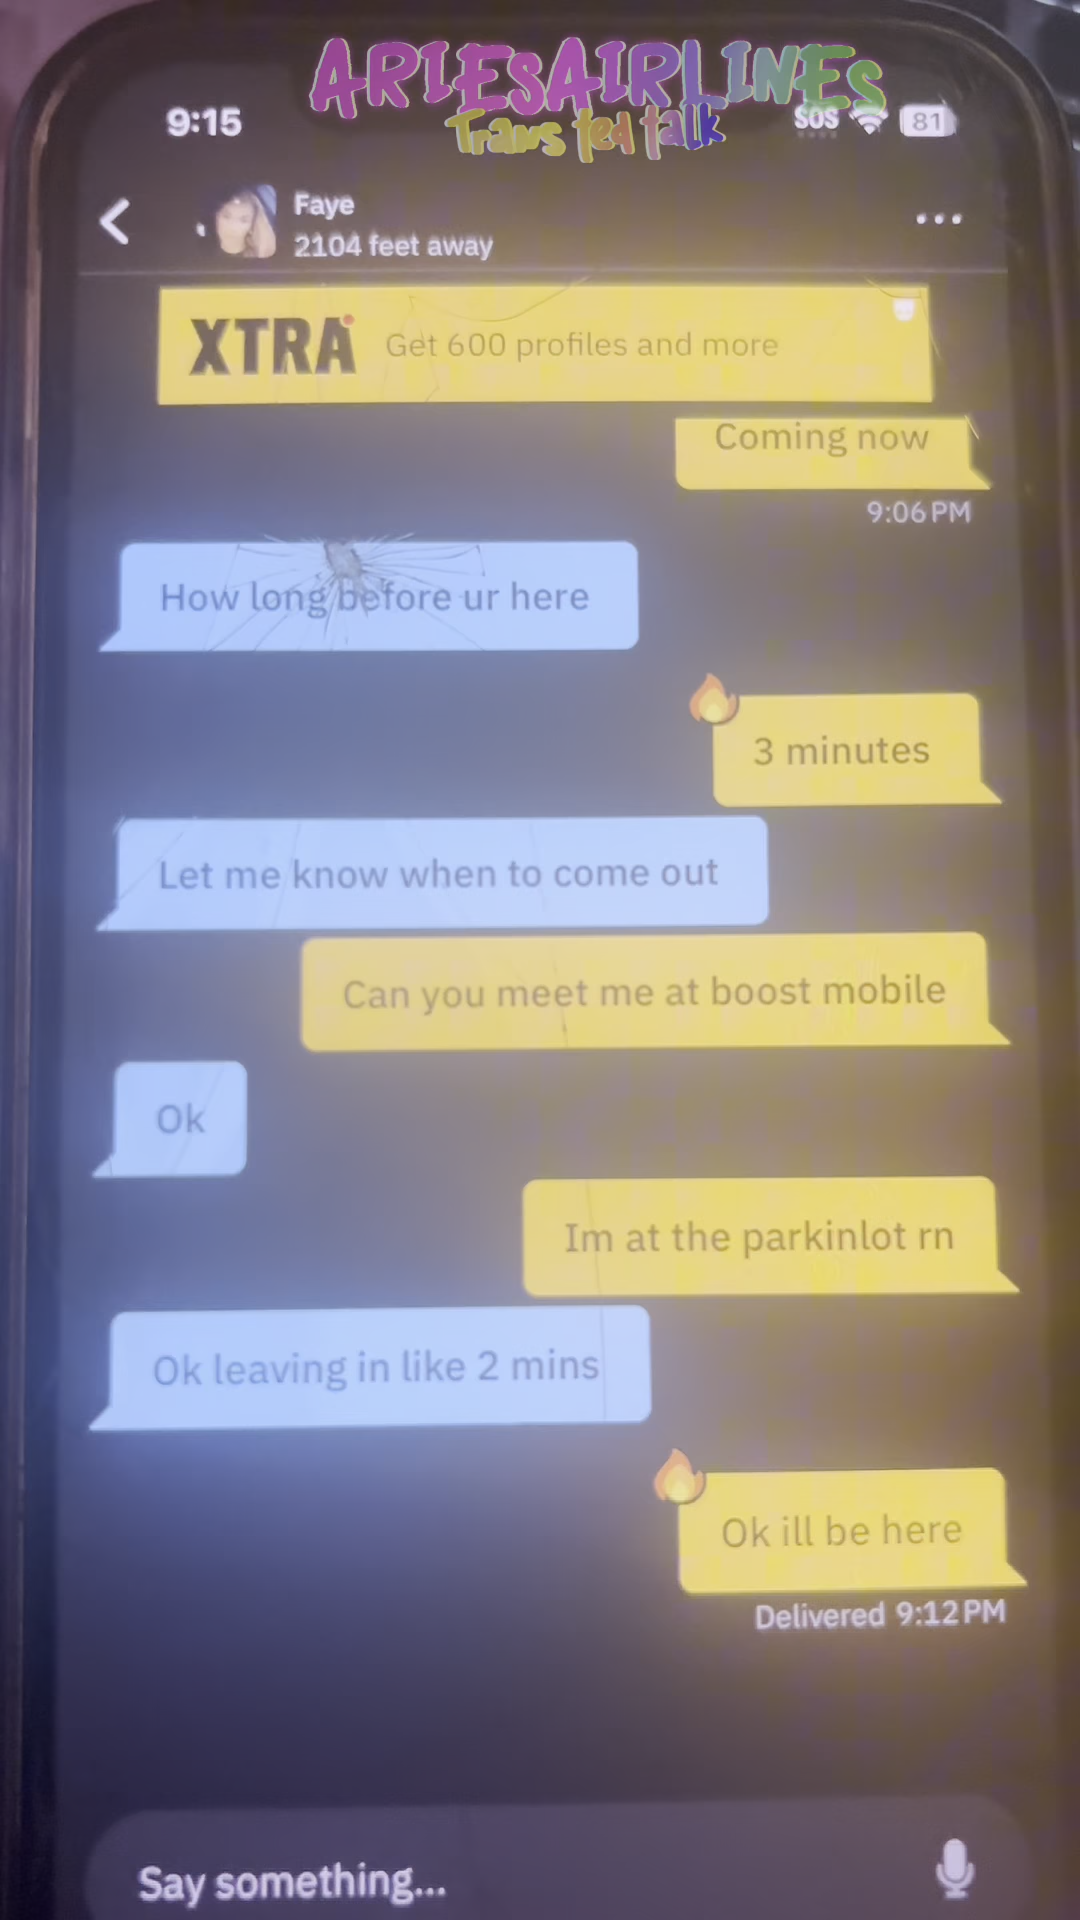 ARIESAIRLINES
Trans ted talk
9:15
SOS
81
Faye
2104 feet away
XTRA
Get 600 profiles and more
Coming now
9:06 PM
How long before ur here
3 minutes
Let me know when to come out
Can you meet me at boost mobile
Ok
Im at the parkinlot rn
Ok leaving in like 2 mins
Ok ill be here
Delivered 9:12 PM
Say something...